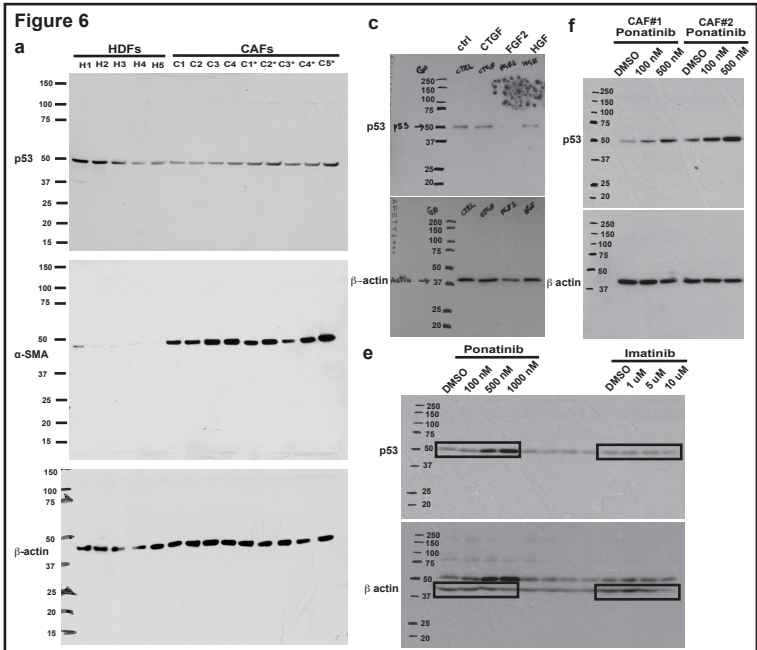 Figure 6
a
HDFs CAFs
H1 H2 H3 H4 H5 C1 C2 C3 C4 C1* C2* C3* C4* C5*
150
100
75
p53 50
37
25
20
15
150
100
75
50
α-SMA
37
25
20
15
150
100
75
50
β-actin
37
25
20
15
c
ctrl CTGF FGF2 HGF
CTRL CTGF FGF2 HGF
250
150
100
75
p53 p53 → 50
37
25
20
CTRL CTGF FGF2 HGF
250
150
100
75
50
β-actin Actin → 37
25
20
f
CAF#1 CAF#2
Ponatinib Ponatinib
DMSO 100 nM 500 nM DMSO 100 nM 500 nM
250
150
100
75
p53 50
37
25
20
250
150
100
75
50
β actin 37
e
Ponatinib Imatinib
DMSO 100 nM 500 nM 1000 nM DMSO 1 uM 5 uM 10 uM
250
150
100
75
p53 50
37
25
20
250
150
100
75
50
β actin 37
25
20